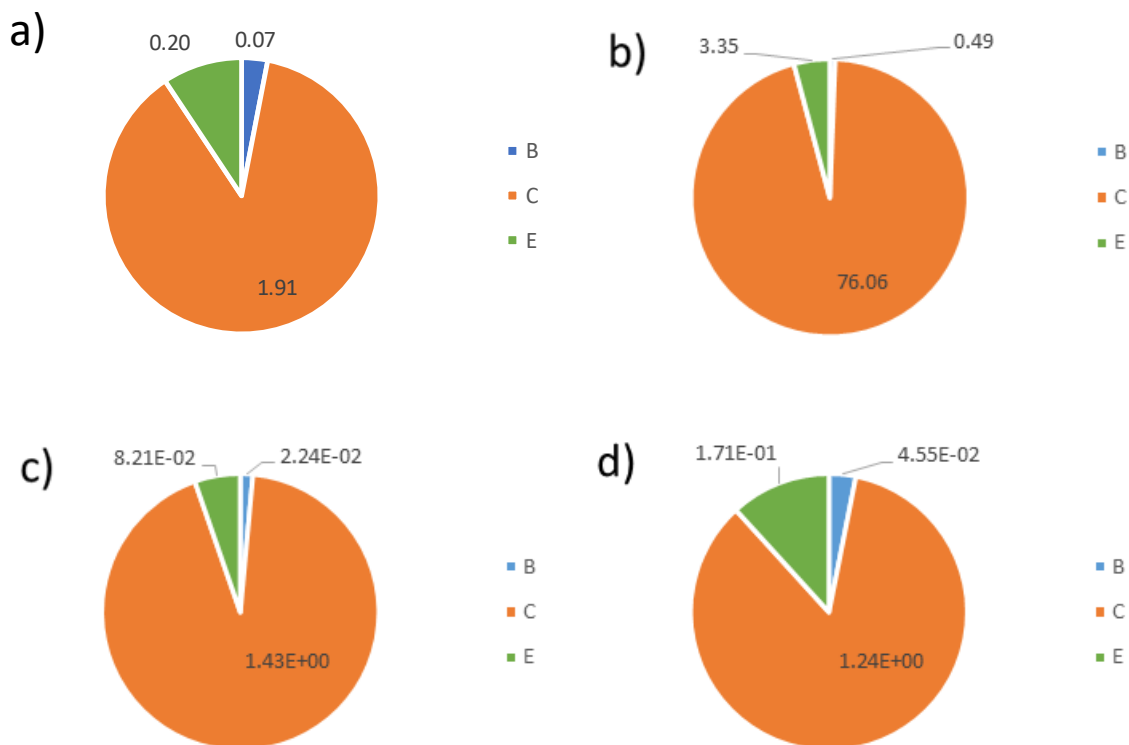 a)
0.20
0.07
B
C
E
1.91
b)
3.35
0.49
B
C
E
76.06
c)
8.21E-02
2.24E-02
B
C
E
1.43E+00
d)
1.71E-01
4.55E-02
B
C
E
1.24E+00